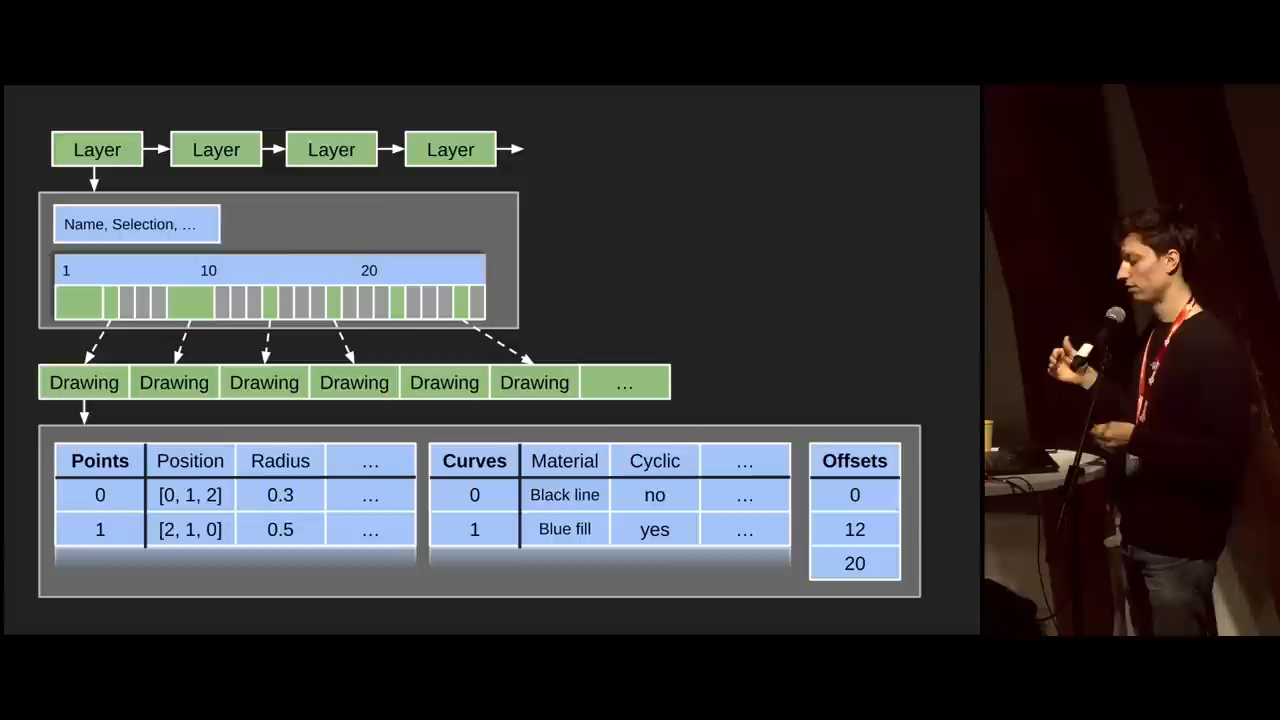 Layer Layer Layer Layer
Name, Selection, …
1 10 20
Drawing Drawing Drawing Drawing Drawing Drawing …
Points Position Radius … Curves Material Cyclic … Offsets
0 [0, 1, 2] 0.3 … 0 Black line no … 0
1 [2, 1, 0] 0.5 … 1 Blue fill yes … 12
20